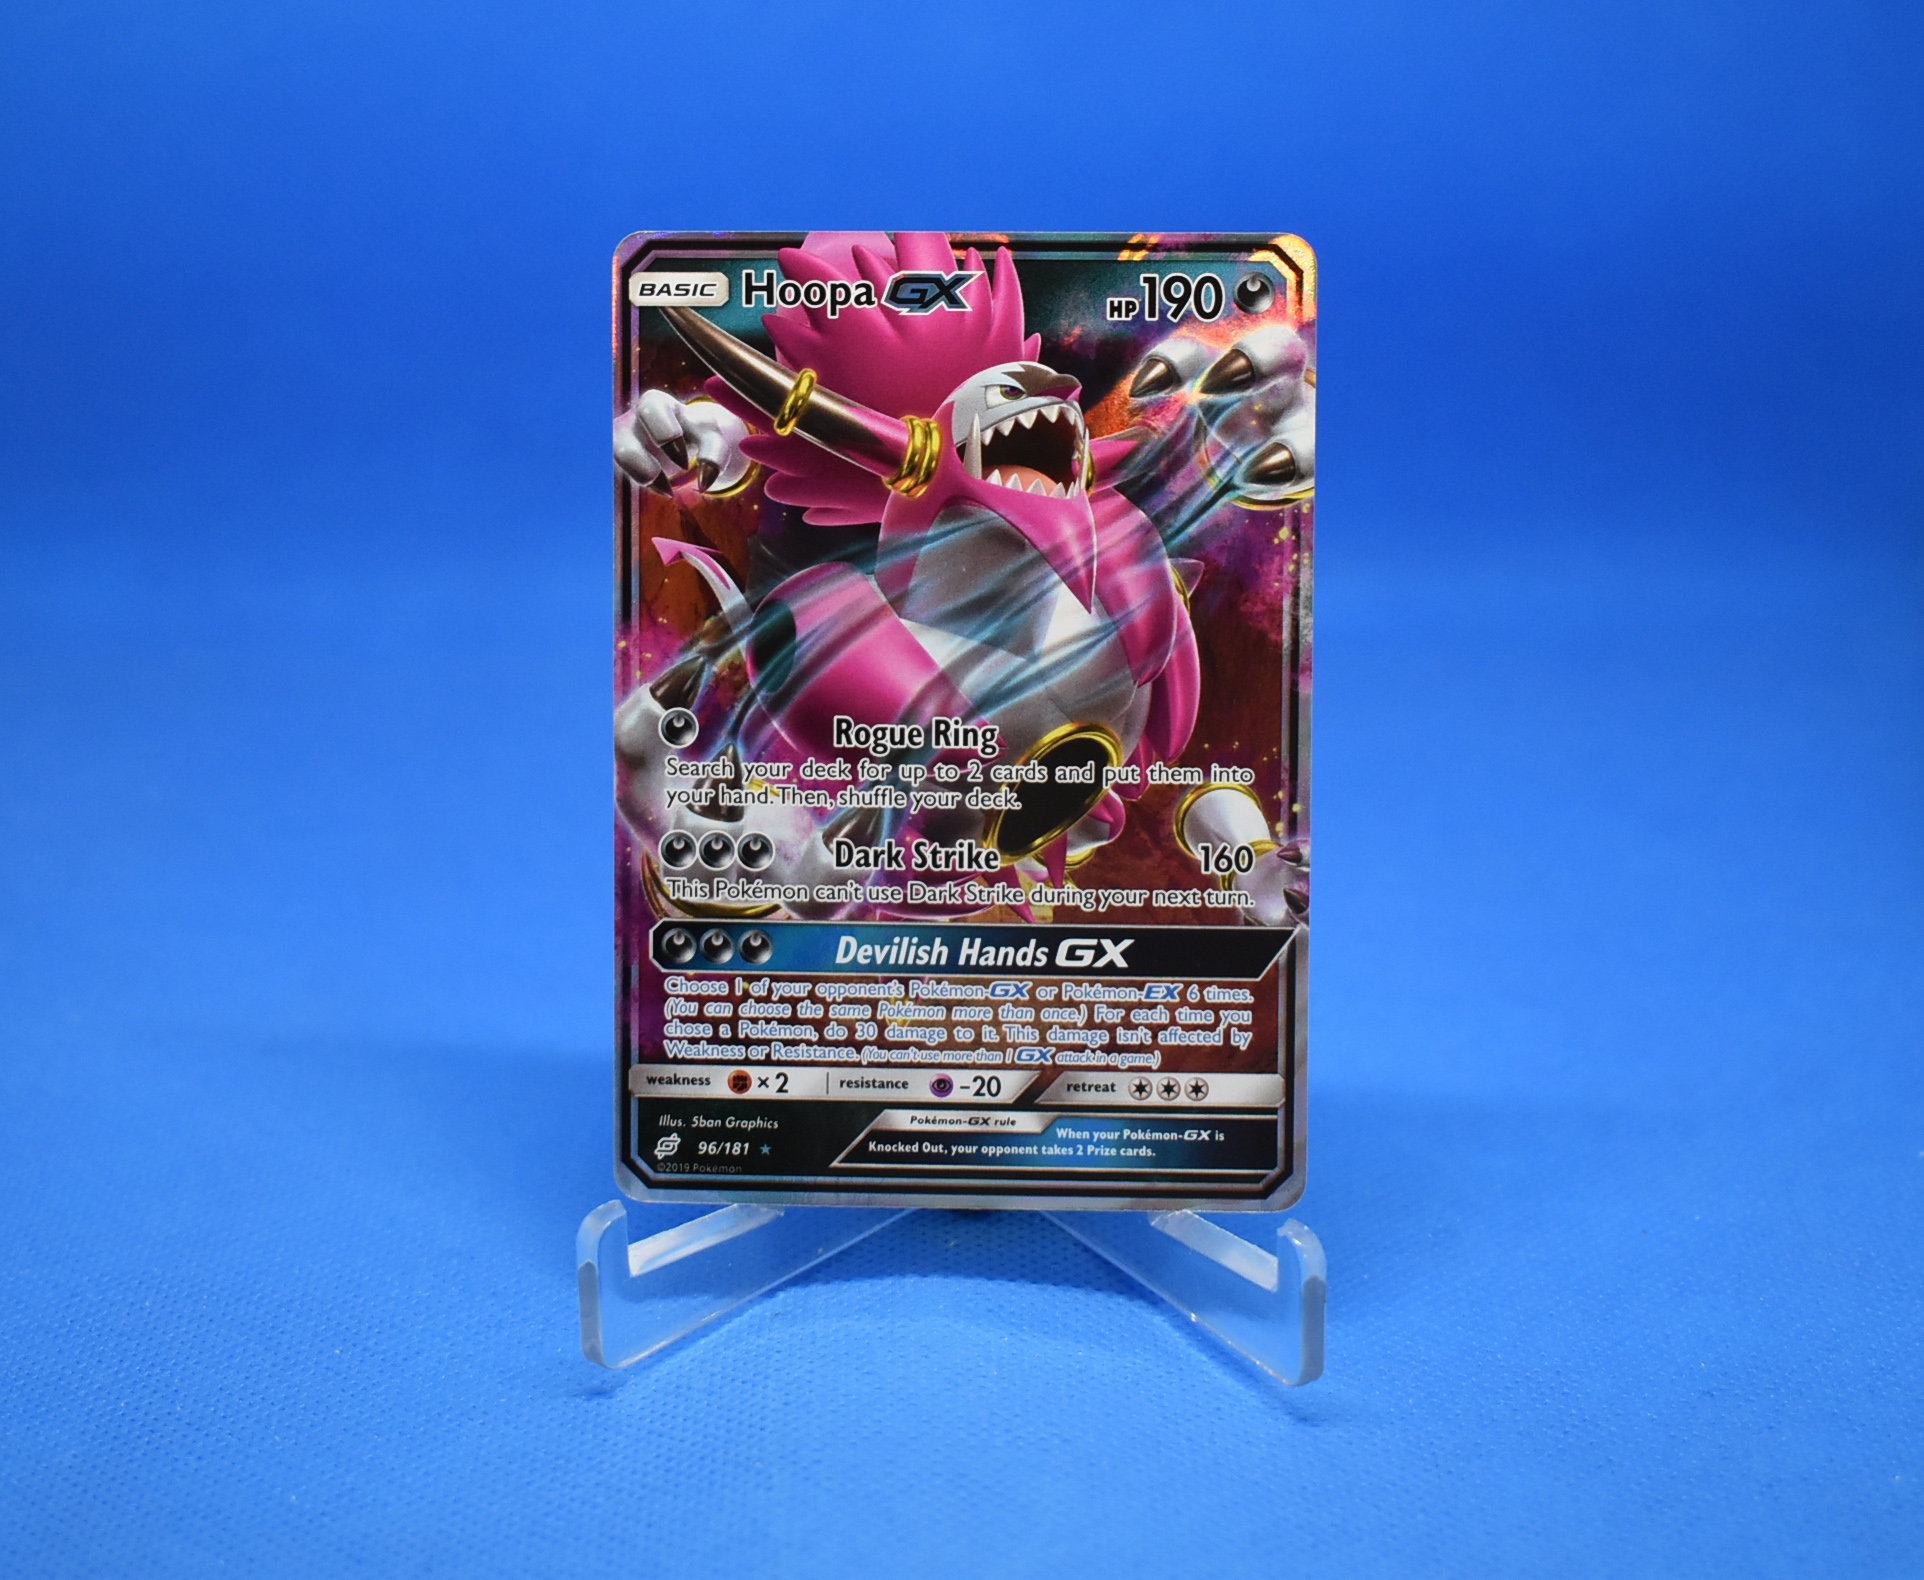 BASIC Hoopa GX HP 190
Rogue Ring
Search your deck for up to 2 cards and put them into
your hand. Then, shuffle your deck.
Dark Strike 160
This Pokémon can't use Dark Strike during your next turn.
Devilish Hands GX
Choose 1 of your opponent's Pokémon-GX or Pokémon-EX 6 times.
(You can choose the same Pokémon more than once.) For each time you
chose a Pokémon, do 30 damage to it. This damage isn't affected by
Weakness or Resistance. (You can't use more than 1 GX attack in a game.)
weakness × 2 resistance -20 retreat
Illus. 5ban Graphics
96/181
©2019 Pokémon
Pokémon-GX rule
When your Pokémon-GX is
Knocked Out, your opponent takes 2 Prize cards.